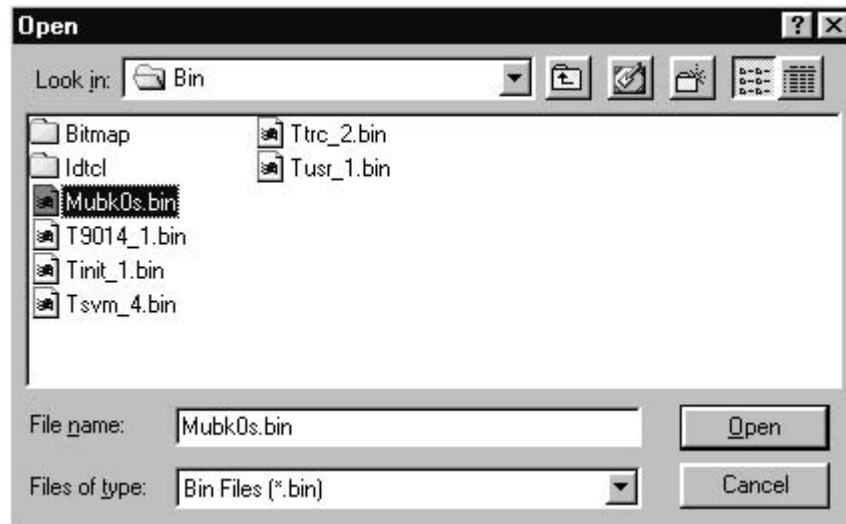 Open
Look in: Bin
Bitmap
Idtcl
Mubk0s.bin
T9014_1.bin
Tinit_1.bin
Tsvm_4.bin
Ttrc_2.bin
Tusr_1.bin
File name: Mubk0s.bin Open
Files of type: Bin Files (*.bin) Cancel